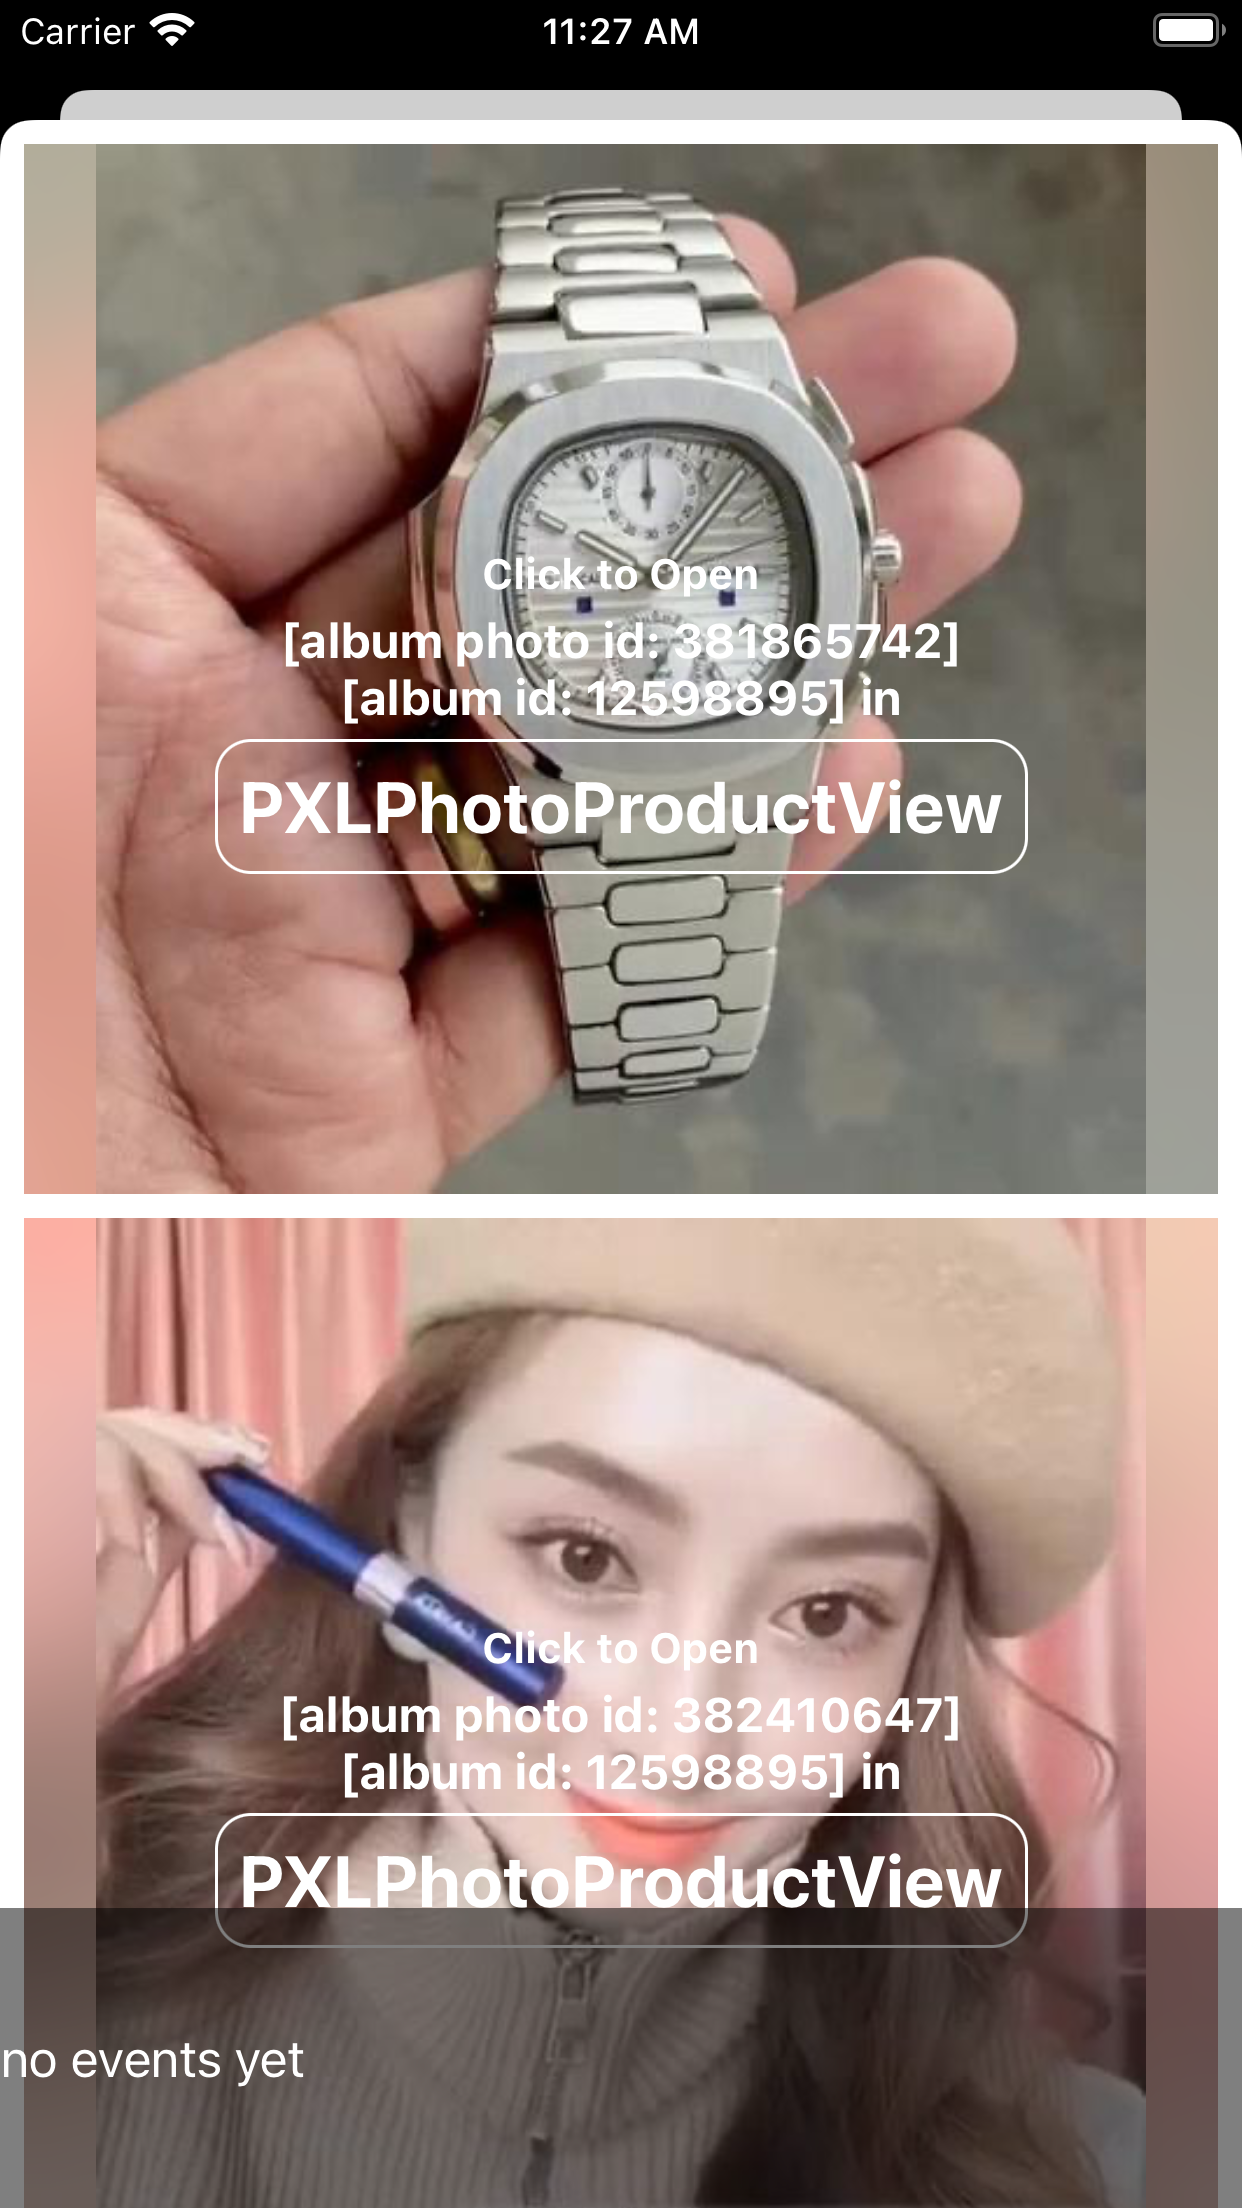 Carrier
11:27 AM
Click to Open
[album photo id: 381865742]
[album id: 12598895] in
PXLPhotoProductView
Click to Open
[album photo id: 382410647]
[album id: 12598895] in
PXLPhotoProductView
no events yet